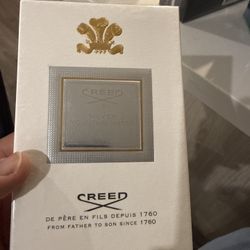 CREED
CREED
DE PÈRE EN FILS DEPUIS 1760
FROM FATHER TO SON SINCE 1760